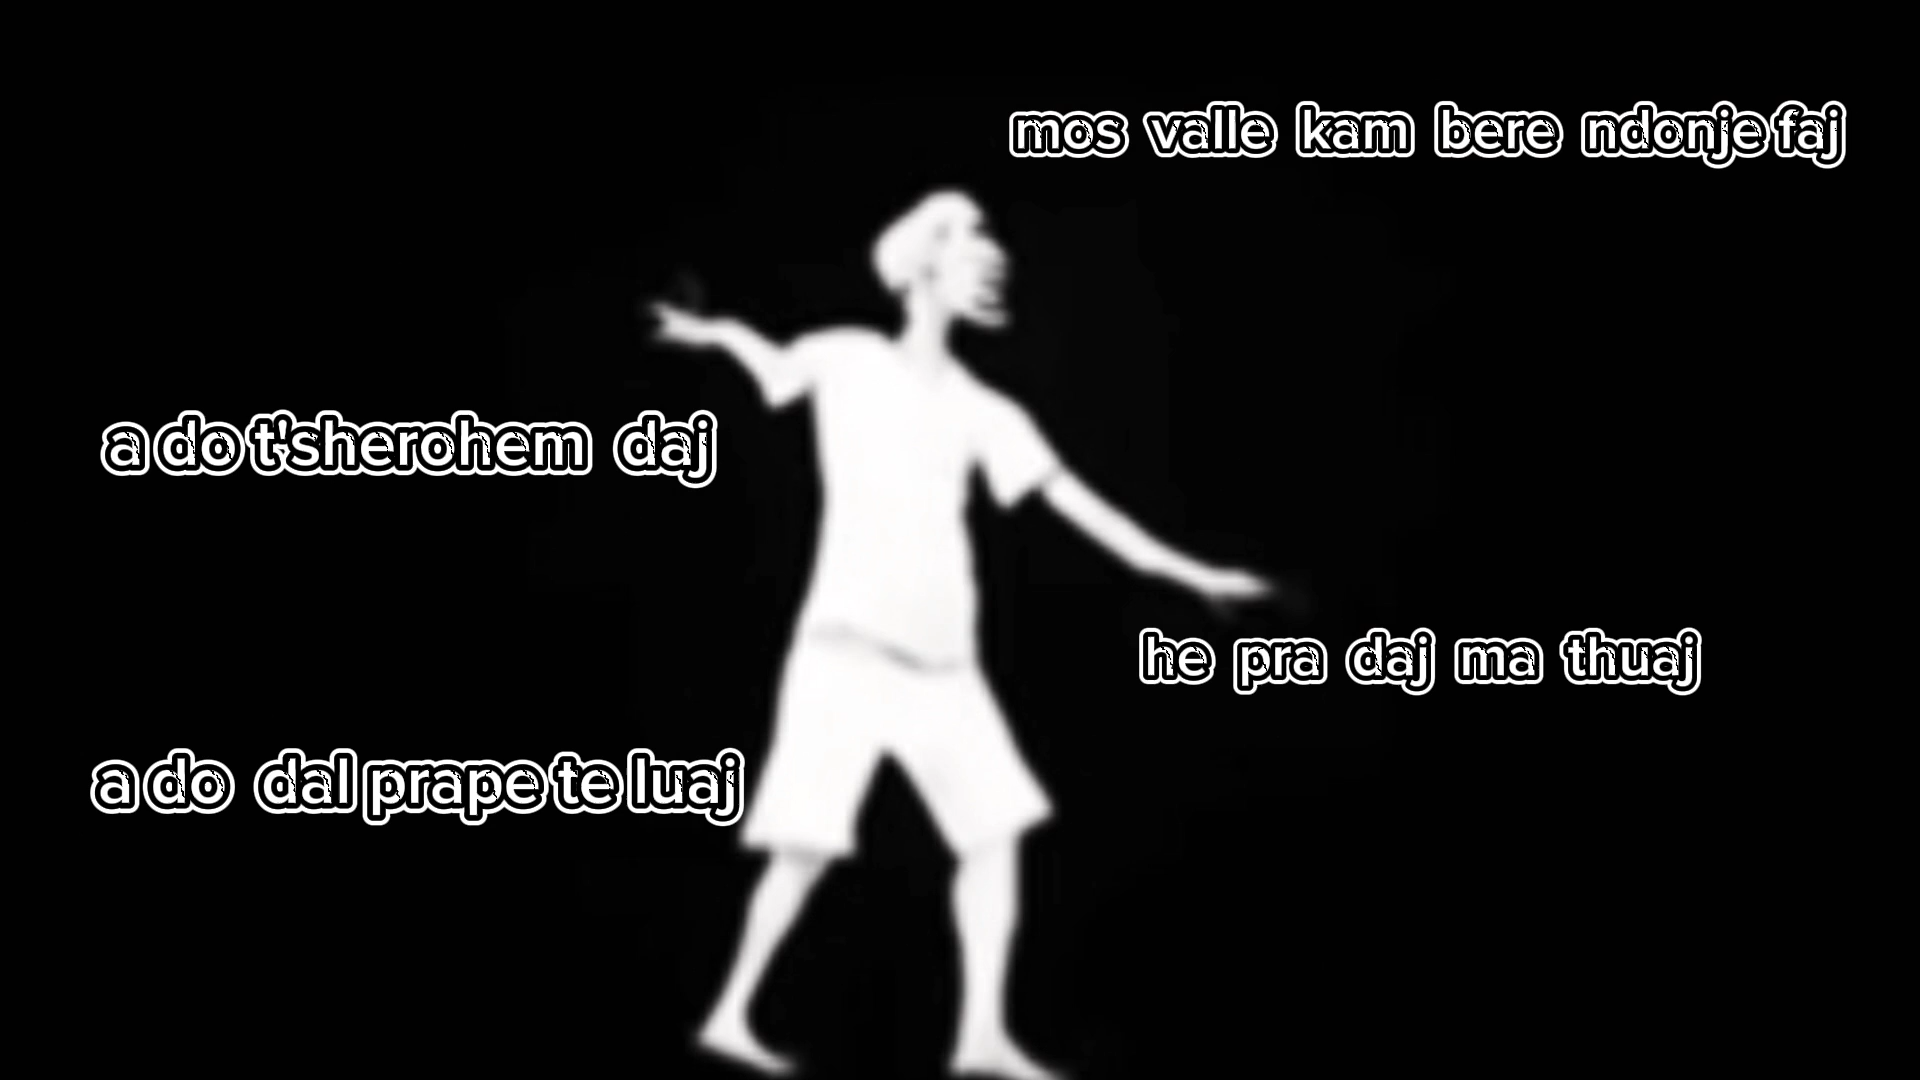 mos valle kam bere ndonje faj
a do t'sherohem daj
he pra daj ma thuaj
a do dal prape te luaj